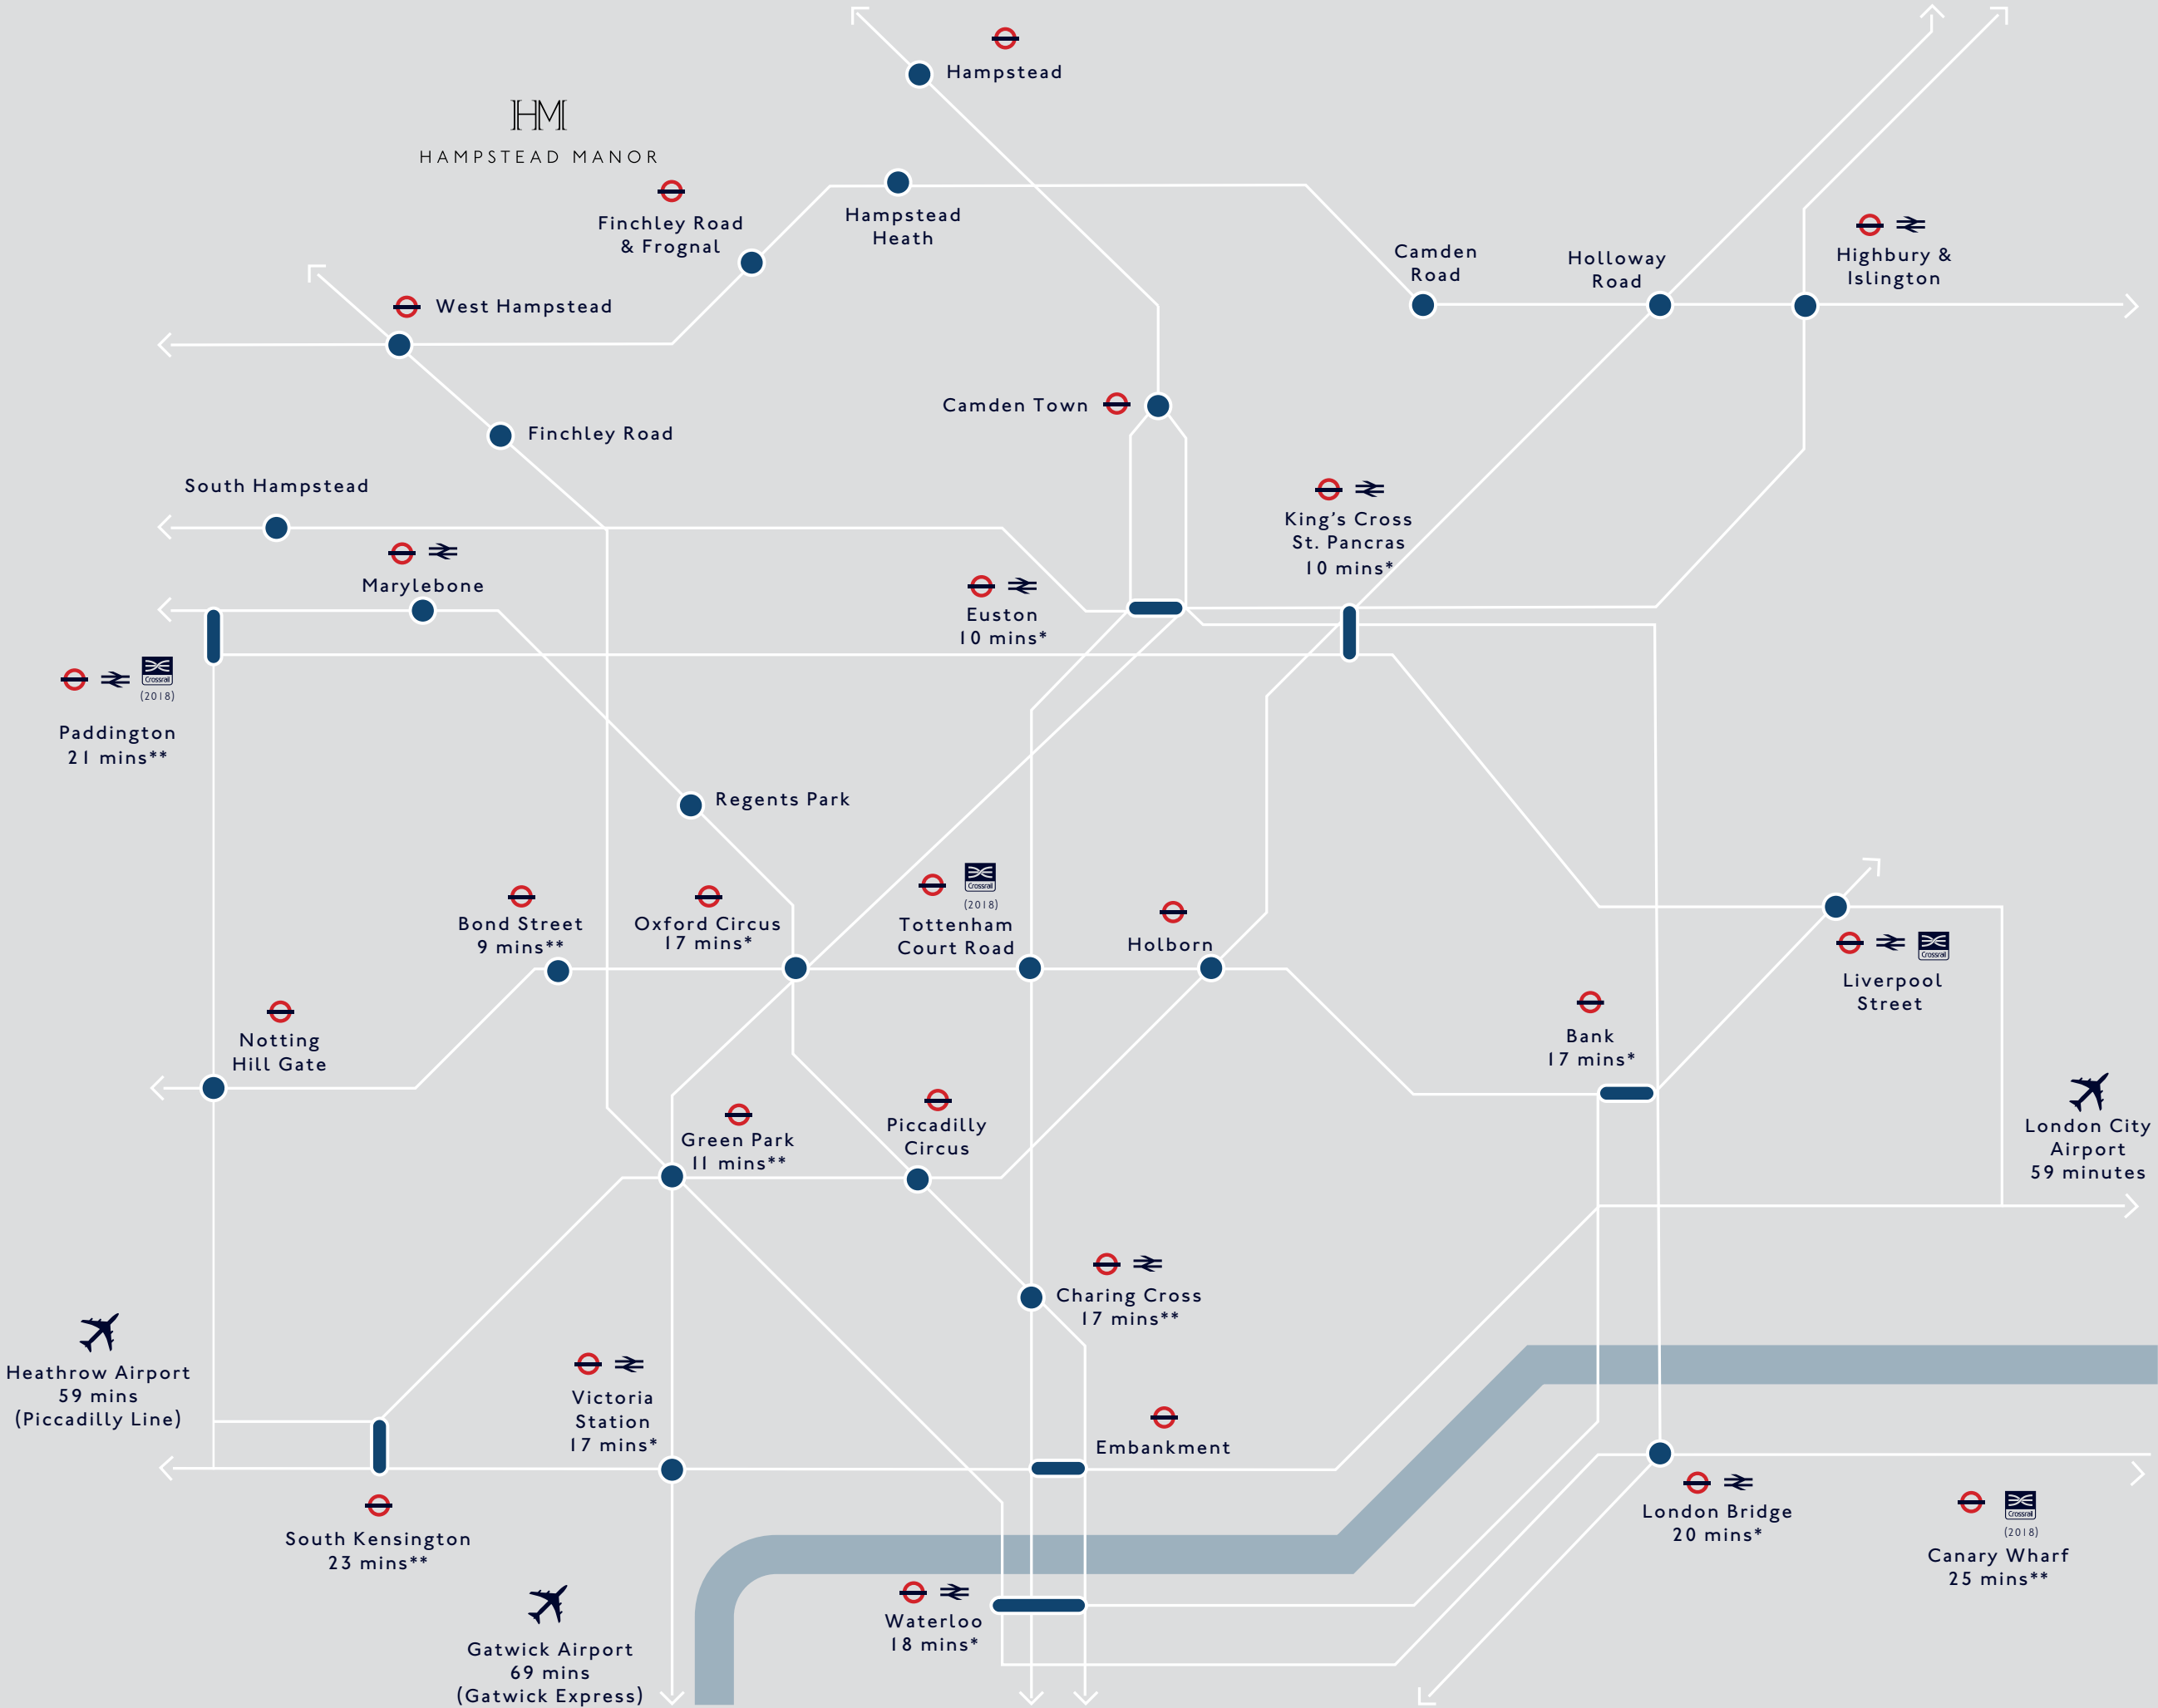 Hampstead
HM
HAMPSTEAD MANOR
Finchley Road
& Frognal
Hampstead
Heath
Camden
Road
Holloway
Road
Highbury &
Islington
West Hampstead
Camden Town
Finchley Road
South Hampstead
King's Cross
St. Pancras
10 mins*
Marylebone
Euston
10 mins*
Crossrail
(2018)
Paddington
21 mins**
Regents Park
Bond Street
9 mins**
Oxford Circus
17 mins*
Crossrail
(2018)
Tottenham
Court Road
Holborn
Crossrail
Liverpool
Street
Notting
Hill Gate
Bank
17 mins*
Green Park
11 mins**
Piccadilly
Circus
London City
Airport
59 minutes
Charing Cross
17 mins**
Heathrow Airport
59 mins
(Piccadilly Line)
Victoria
Station
17 mins*
Embankment
South Kensington
23 mins**
London Bridge
20 mins*
Crossrail
(2018)
Canary Wharf
25 mins**
Waterloo
18 mins*
Gatwick Airport
69 mins
(Gatwick Express)